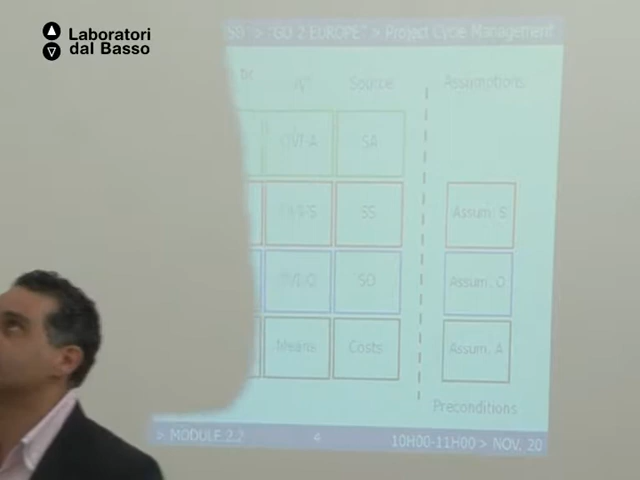 Laboratori
dal Basso
> "GO 2 EUROPE" > Project Cycle Management
Source
Assumptions
OVI-A
SA
SS
Assum. S
SO
Assum. O
Means
Costs
Assum. A
Preconditions
> MODULE 2.2
4
10H00-11H00 > NOV. 20